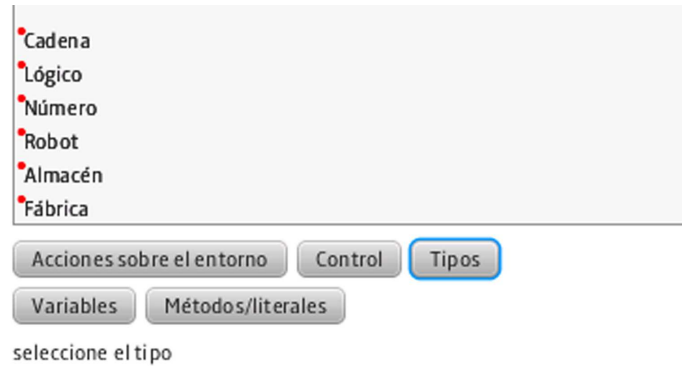 Cadena
Lógico
Número
Robot
Almacén
Fábrica
Acciones sobre el entorno Control Tipos
Variables Métodos/literales
seleccione el tipo